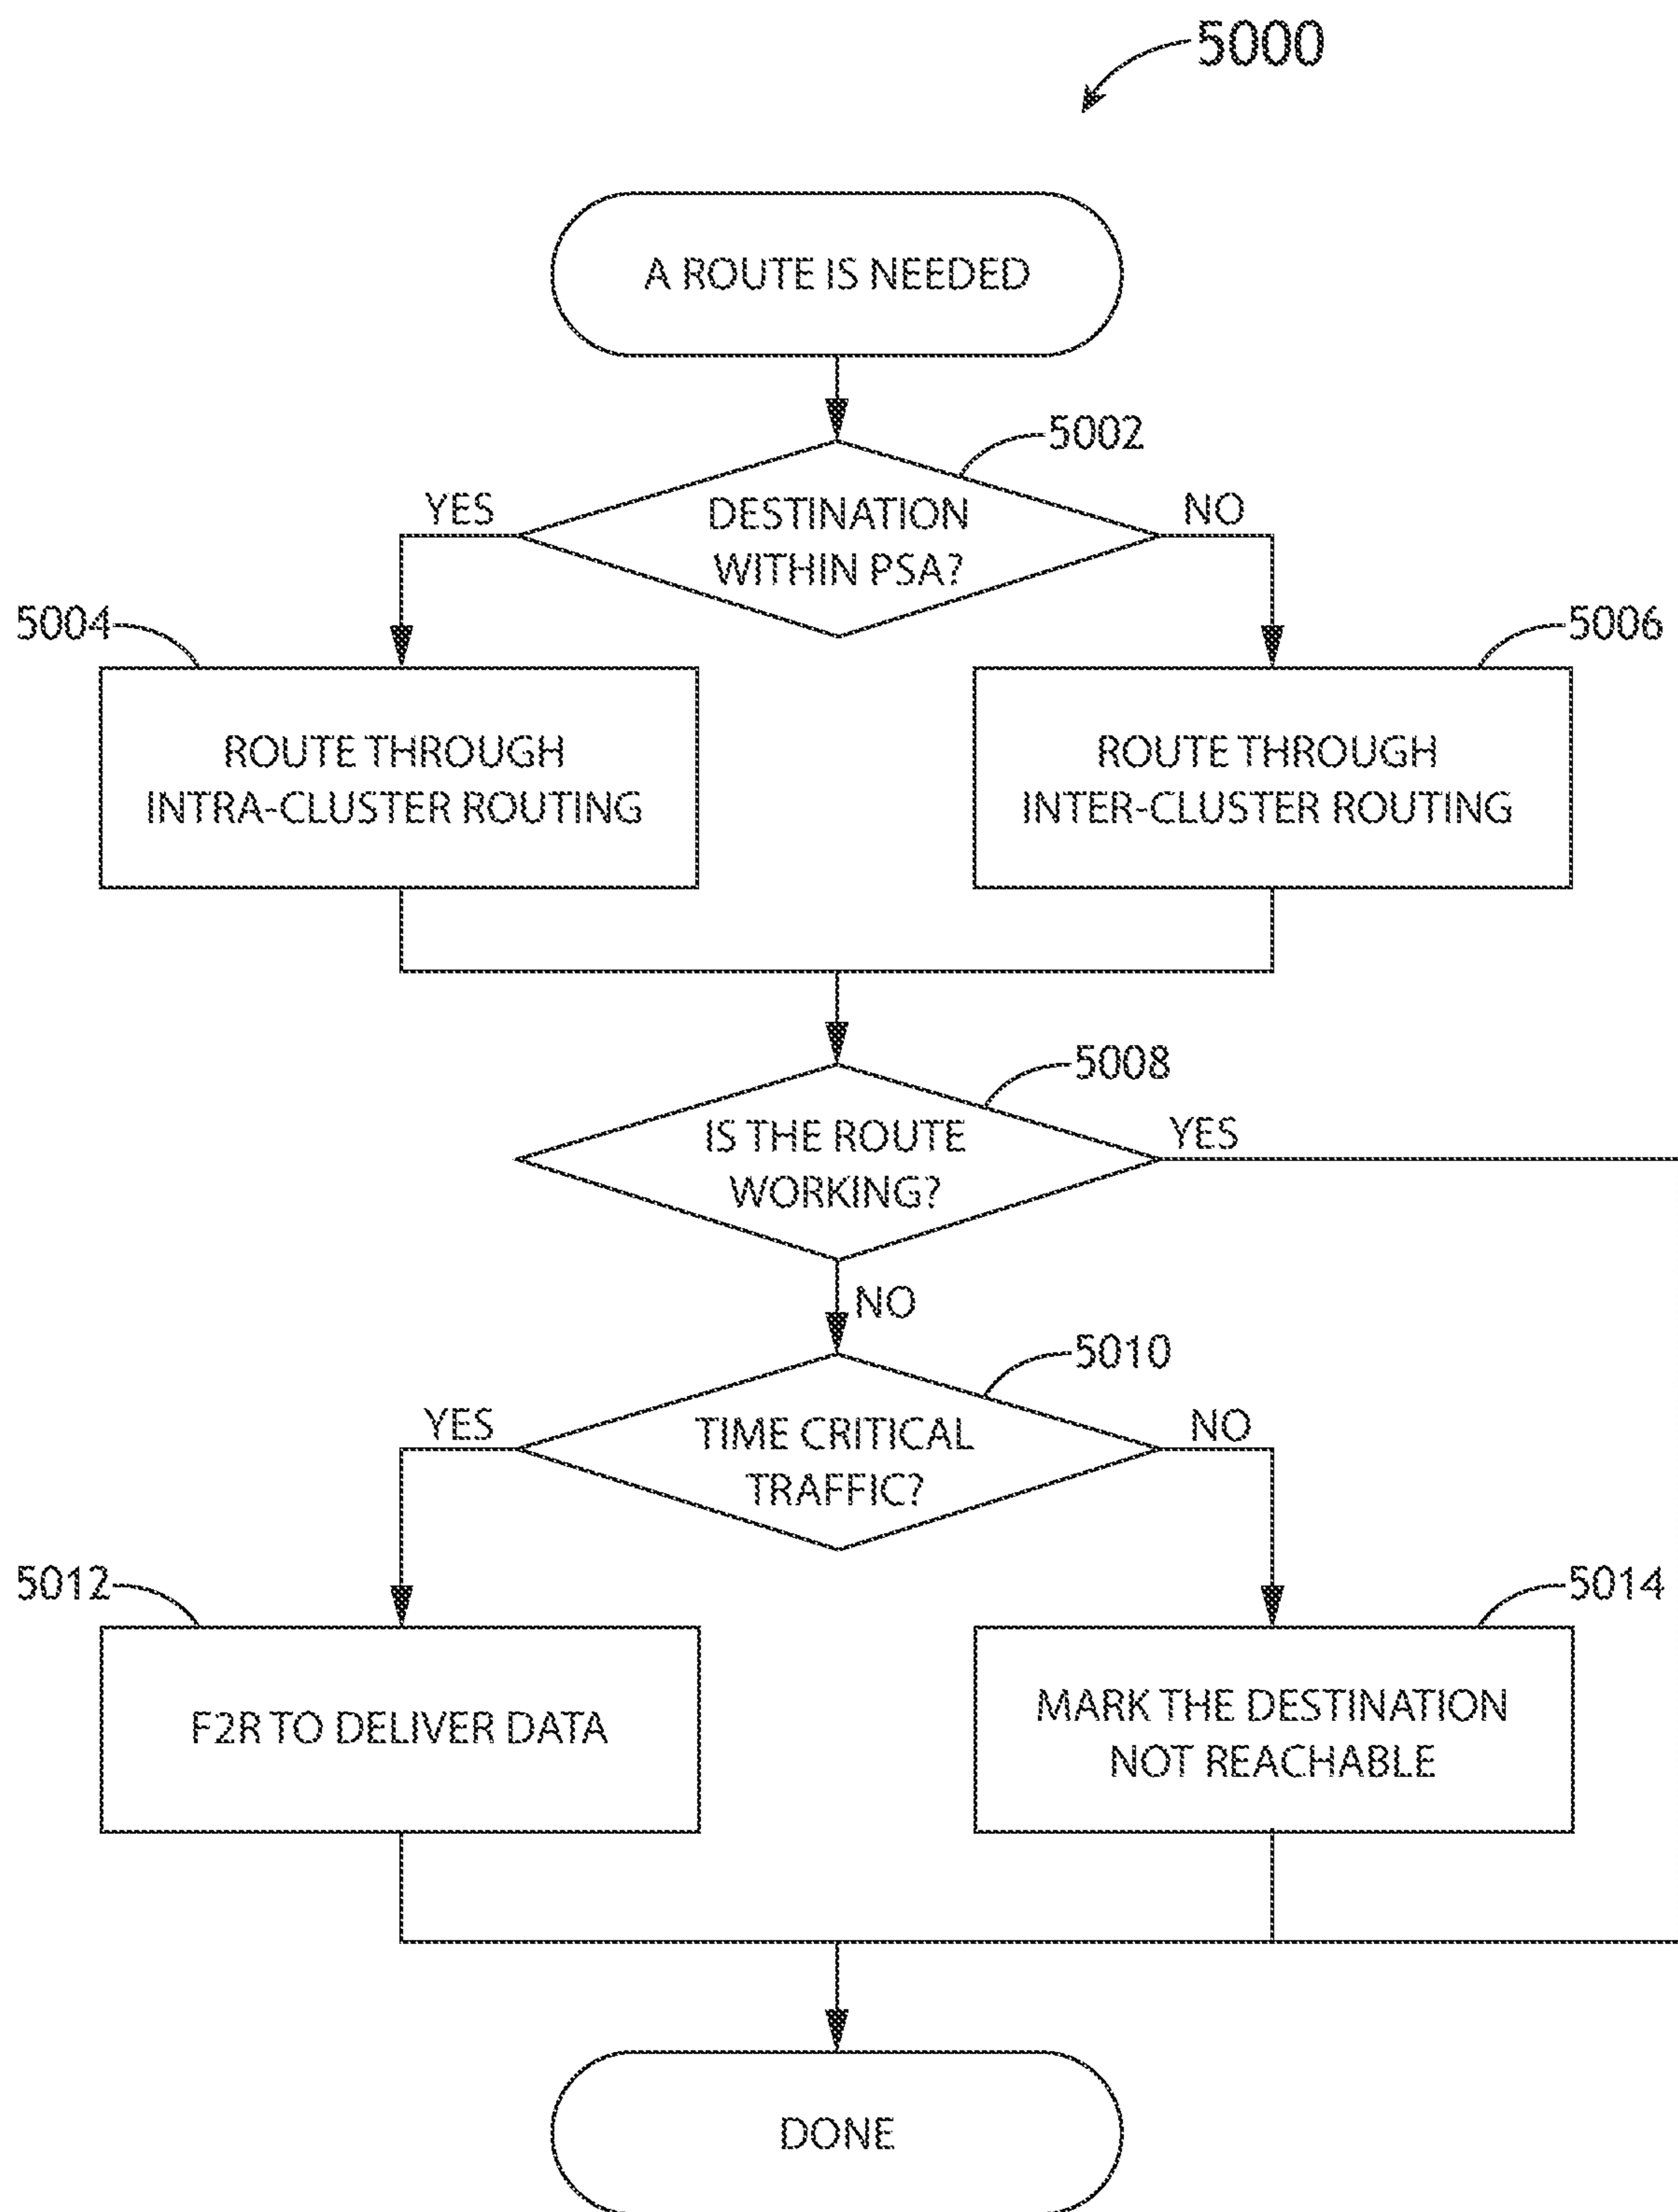 5000
A ROUTE IS NEEDED
5002
YES
DESTINATION
WITHIN PSA?
NO
5004
5006
ROUTE THROUGH
INTRA-CLUSTER ROUTING
ROUTE THROUGH
INTER-CLUSTER ROUTING
5008
IS THE ROUTE
WORKING?
YES
NO
5010
YES
TIME CRITICAL
TRAFFIC?
NO
5012
5014
F2R TO DELIVER DATA
MARK THE DESTINATION
NOT REACHABLE
DONE